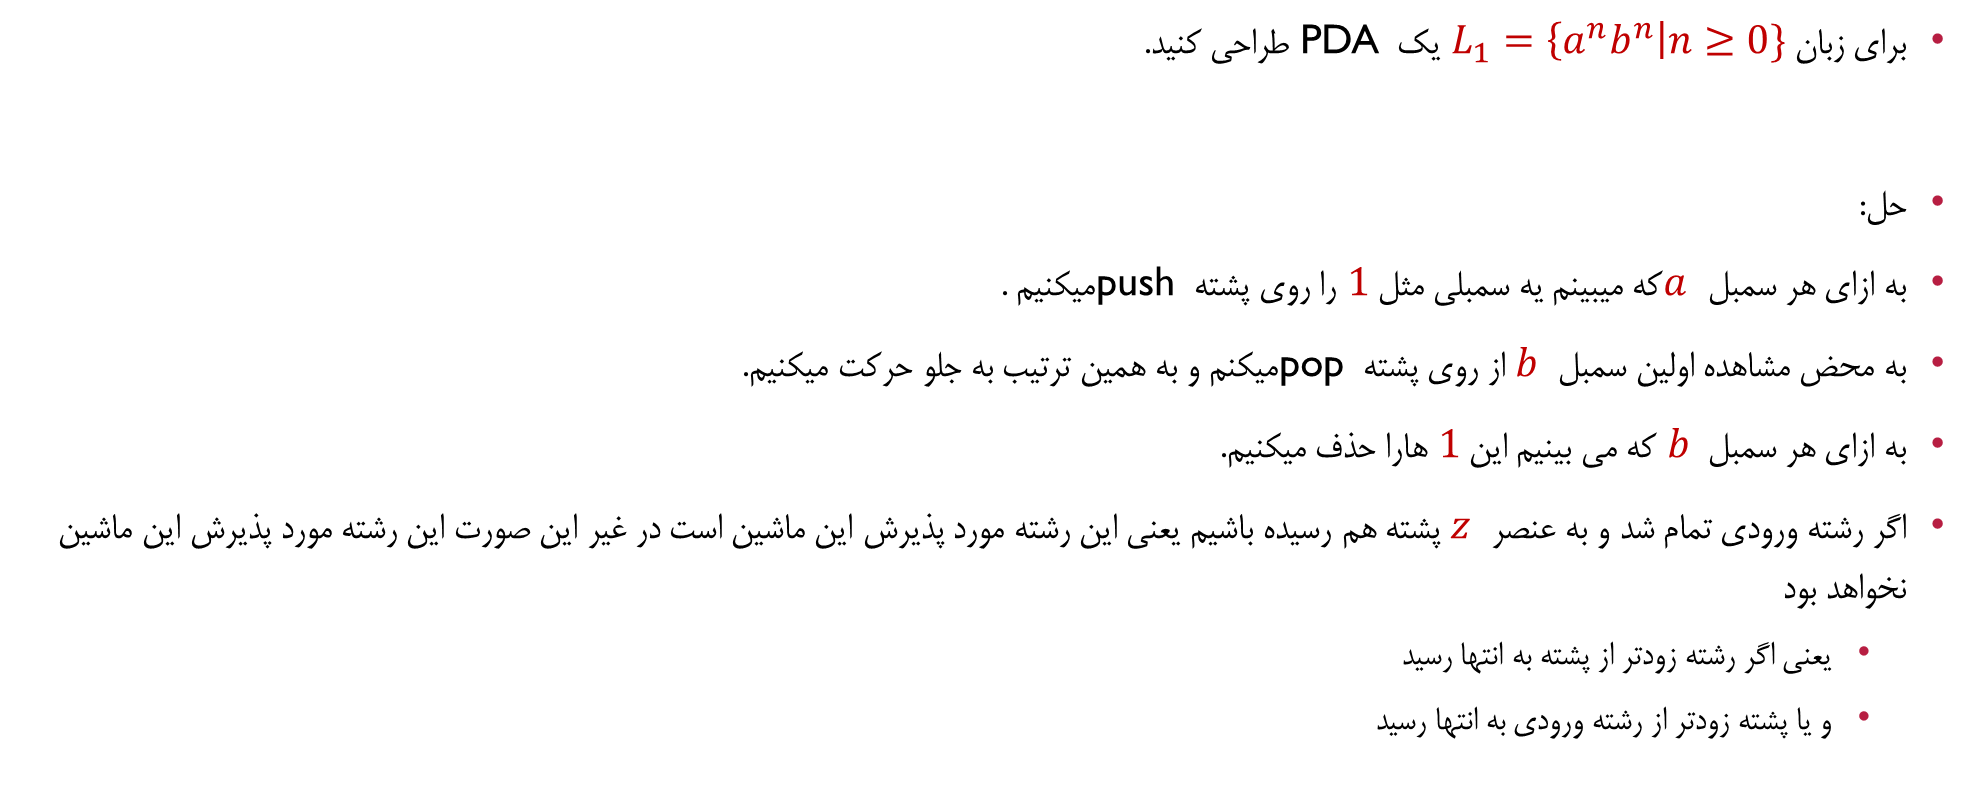 • برای زبان L₁ = {aⁿbⁿ|n ≥ 0} یک PDA طراحی کنید.
• حل:
• به ازای هر سمبل a که میبینم یه سمبلی مثل 1 را روی پشته push میکنیم .
• به محض مشاهده اولین سمبل b از روی پشته pop میکنم و به همین ترتیب به جلو حرکت میکنیم.
• به ازای هر سمبل b که می بینیم این 1 هارا حذف میکنیم.
• اگر رشته ورودی تمام شد و به عنصر z پشته هم رسیده باشیم یعنی این رشته مورد پذیرش این ماشین است در غیر این صورت این رشته مورد پذیرش این ماشین
نخواهد بود
• یعنی اگر رشته زودتر از پشته به انتها رسید
• و یا پشته زودتر از رشته ورودی به انتها رسید